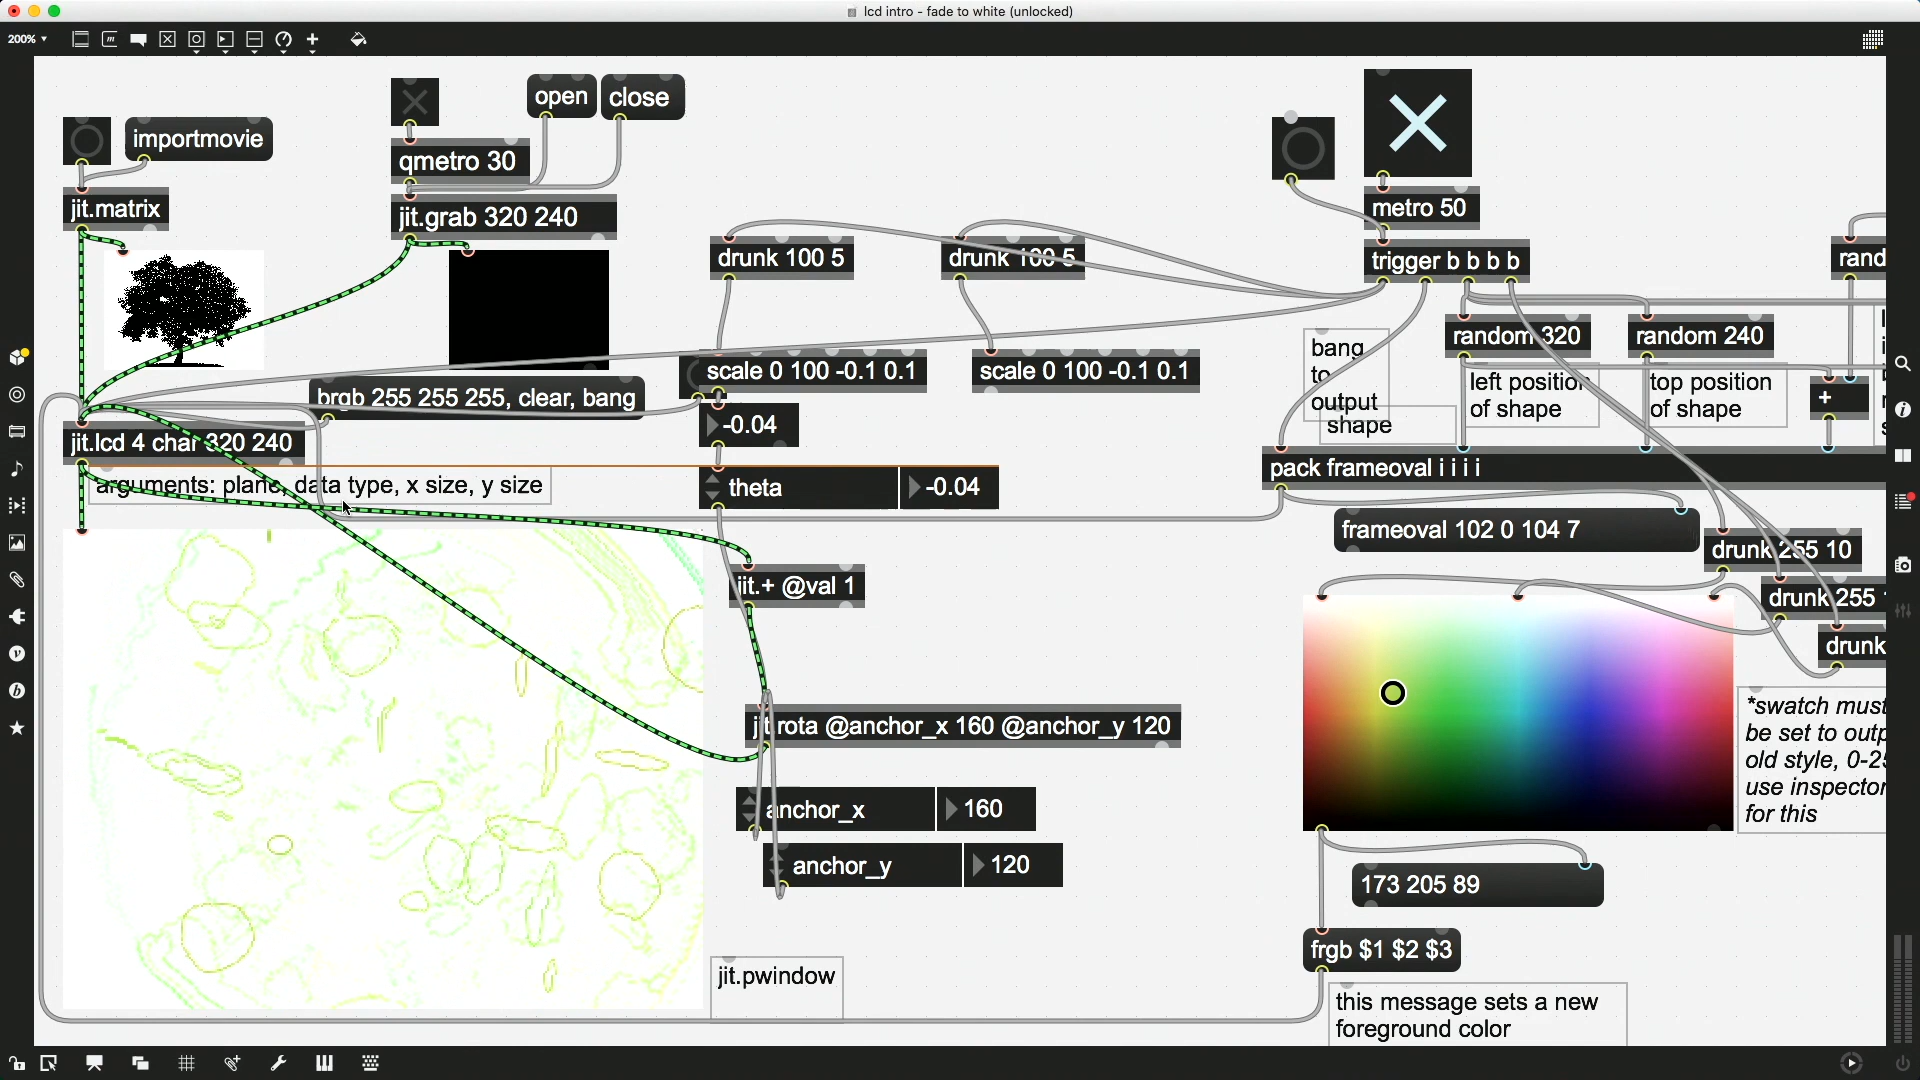 lcd intro - fade to white (unlocked)
200%
open
close
importmovie
qmetro 30
jit.matrix
jit.grab 320 240
metro 50
drunk 100 5
drunk 100 5
trigger b b b b
rand
random 320
random 240
bang
to
output
shape
left position
of shape
top position
of shape
+
scale 0 100 -0.1 0.1
scale 0 100 -0.1 0.1
brgb 255 255 255, clear, bang
-0.04
jit.lcd 4 char 320 240
arguments: plane, data type, x size, y size
theta
-0.04
pack frameoval i i i i
frameoval 102 0 104 7
drunk 255 10
drunk 255
drunk
jit.+ @val 1
jit.rota @anchor_x 160 @anchor_y 120
anchor_x
160
anchor_y
120
*swatch must
be set to outp
old style, 0-25
use inspector
for this
173 205 89
frgb $1 $2 $3
jit.pwindow
this message sets a new
foreground color